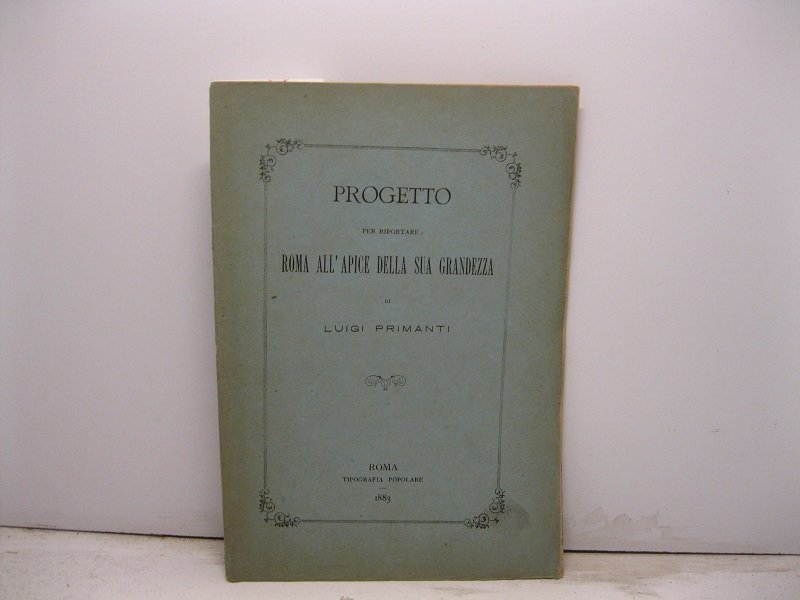 PROGETTO
PER RIPORTARE
ROMA ALL'APICE DELLA SUA GRANDEZZA
DI
LUIGI PRIMANTI
ROMA
TIPOGRAFIA POPOLARE
1883